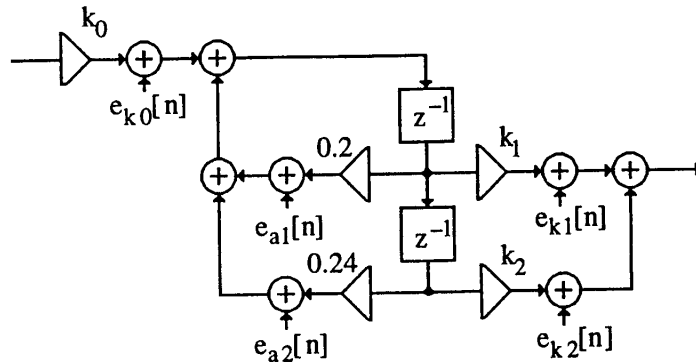 k₀
e_k0[n]
z⁻¹
0.2
k₁
e_a1[n]
e_k1[n]
z⁻¹
0.24
k₂
e_a2[n]
e_k2[n]